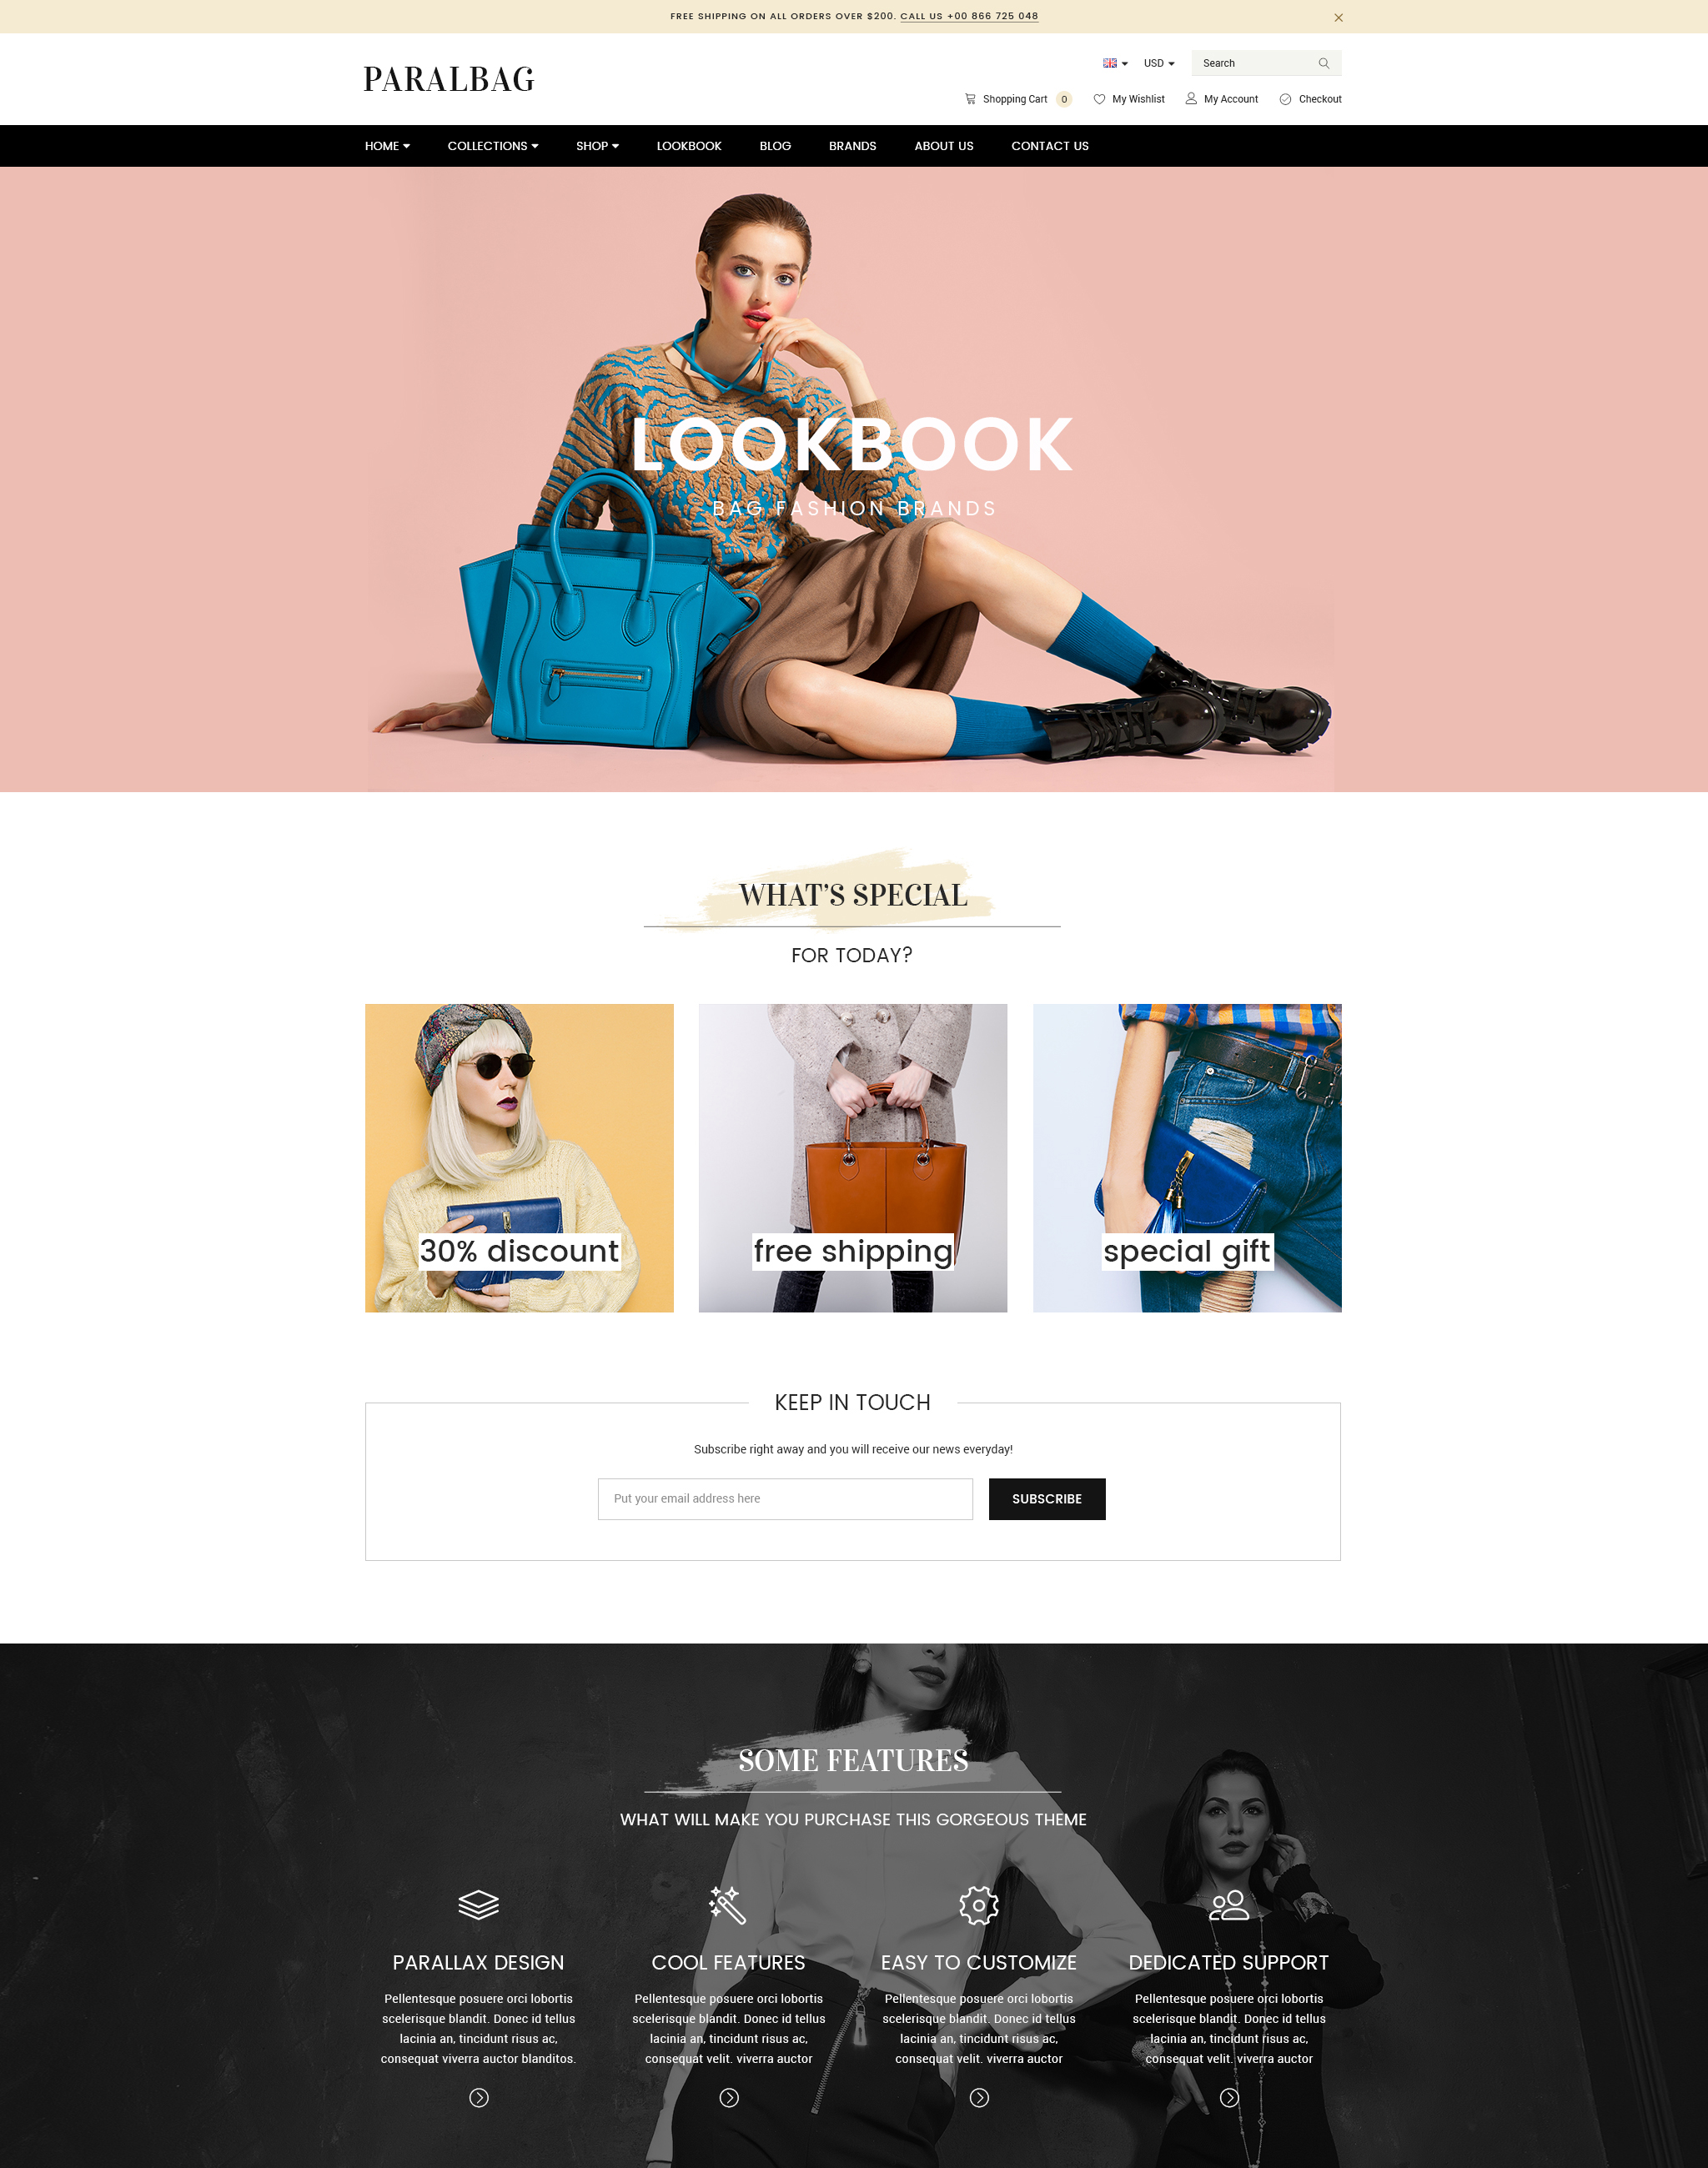 FREE SHIPPING ON ALL ORDERS OVER $200. CALL US +00 866 725 048
PARALBAG
USD
Search
Shopping Cart 0 My Wishlist My Account Checkout
HOME COLLECTIONS SHOP LOOKBOOK BLOG BRANDS ABOUT US CONTACT US
LOOKBOOK
BAG FASHION BRANDS
WHAT'S SPECIAL
FOR TODAY?
30% discount
free shipping
special gift
KEEP IN TOUCH
Subscribe right away and you will receive our news everyday!
Put your email address here
SUBSCRIBE
SOME FEATURES
WHAT WILL MAKE YOU PURCHASE THIS GORGEOUS THEME
PARALLAX DESIGN
Pellentesque posuere orci lobortis
scelerisque blandit. Donec id tellus
lacinia an, tincidunt risus ac,
consequat viverra auctor blanditos.
COOL FEATURES
Pellentesque posuere orci lobortis
scelerisque blandit. Donec id tellus
lacinia an, tincidunt risus ac,
consequat velit. viverra auctor
EASY TO CUSTOMIZE
Pellentesque posuere orci lobortis
scelerisque blandit. Donec id tellus
lacinia an, tincidunt risus ac,
consequat velit. viverra auctor
DEDICATED SUPPORT
Pellentesque posuere orci lobortis
scelerisque blandit. Donec id tellus
lacinia an, tincidunt risus ac,
consequat velit. viverra auctor